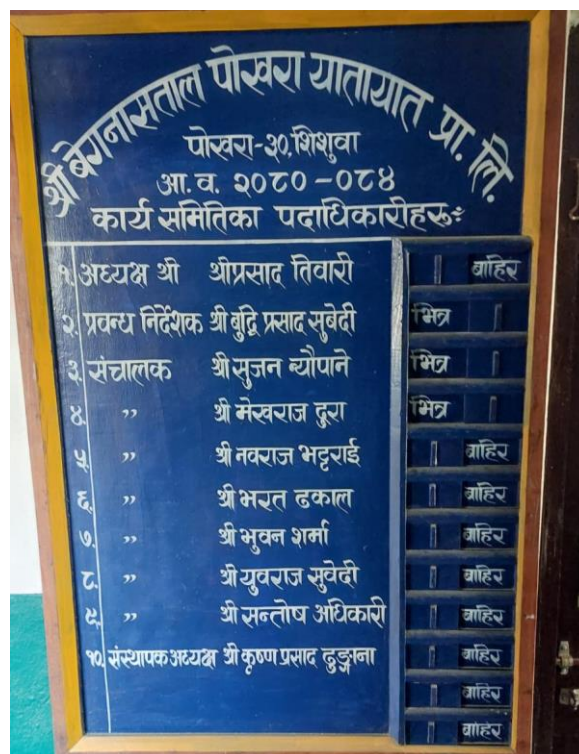 श्री बेगनासताल पोखरा यातायात प्रा. लि.
पोखरा-३०, शिशुवा
आ. व. २०८०-०८४
कार्य समितिका पदाधिकारीहरूः
१. अध्यक्ष श्री श्रीप्रसाद तिवारी बाहिर
२. प्रवन्ध निर्देशक श्री बुद्धि प्रसाद सुबेदी भित्र
३. संचालक श्री सुजन न्यौपाने भित्र
४. ,, श्री मेखराज दुरा भित्र
५. ,, श्री नवराज भट्टराई बाहिर
६. ,, श्री भरत ढकाल बाहिर
७. ,, श्री भुवन शर्मा बाहिर
८. ,, श्री युवराज सुवेदी बाहिर
९. ,, श्री सन्तोष अधिकारी बाहिर
१०. संस्थापक अध्यक्ष श्री कृष्ण प्रसाद ढुङ्गाना बाहिर
बाहिर
बाहिर